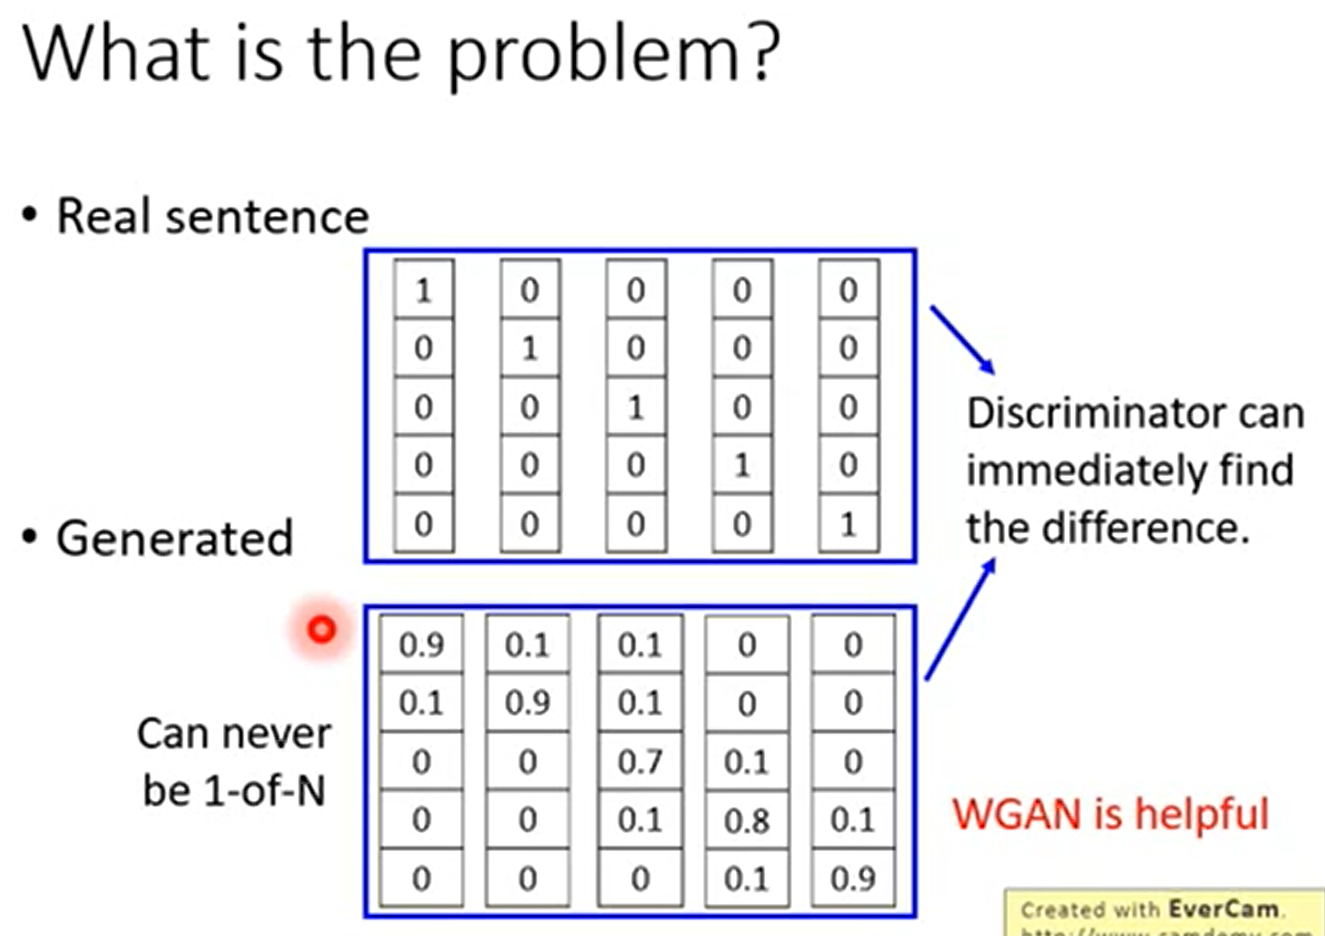 What is the problem?
• Real sentence
1 0 0 0 0
0 1 0 0 0
0 0 1 0 0
0 0 0 1 0
0 0 0 0 1
Discriminator can
immediately find
the difference.
• Generated
Can never
be 1-of-N
0.9 0.1 0.1 0 0
0.1 0.9 0.1 0 0
0 0 0.7 0.1 0
0 0 0.1 0.8 0.1
0 0 0 0.1 0.9
WGAN is helpful
Created with EverCam.